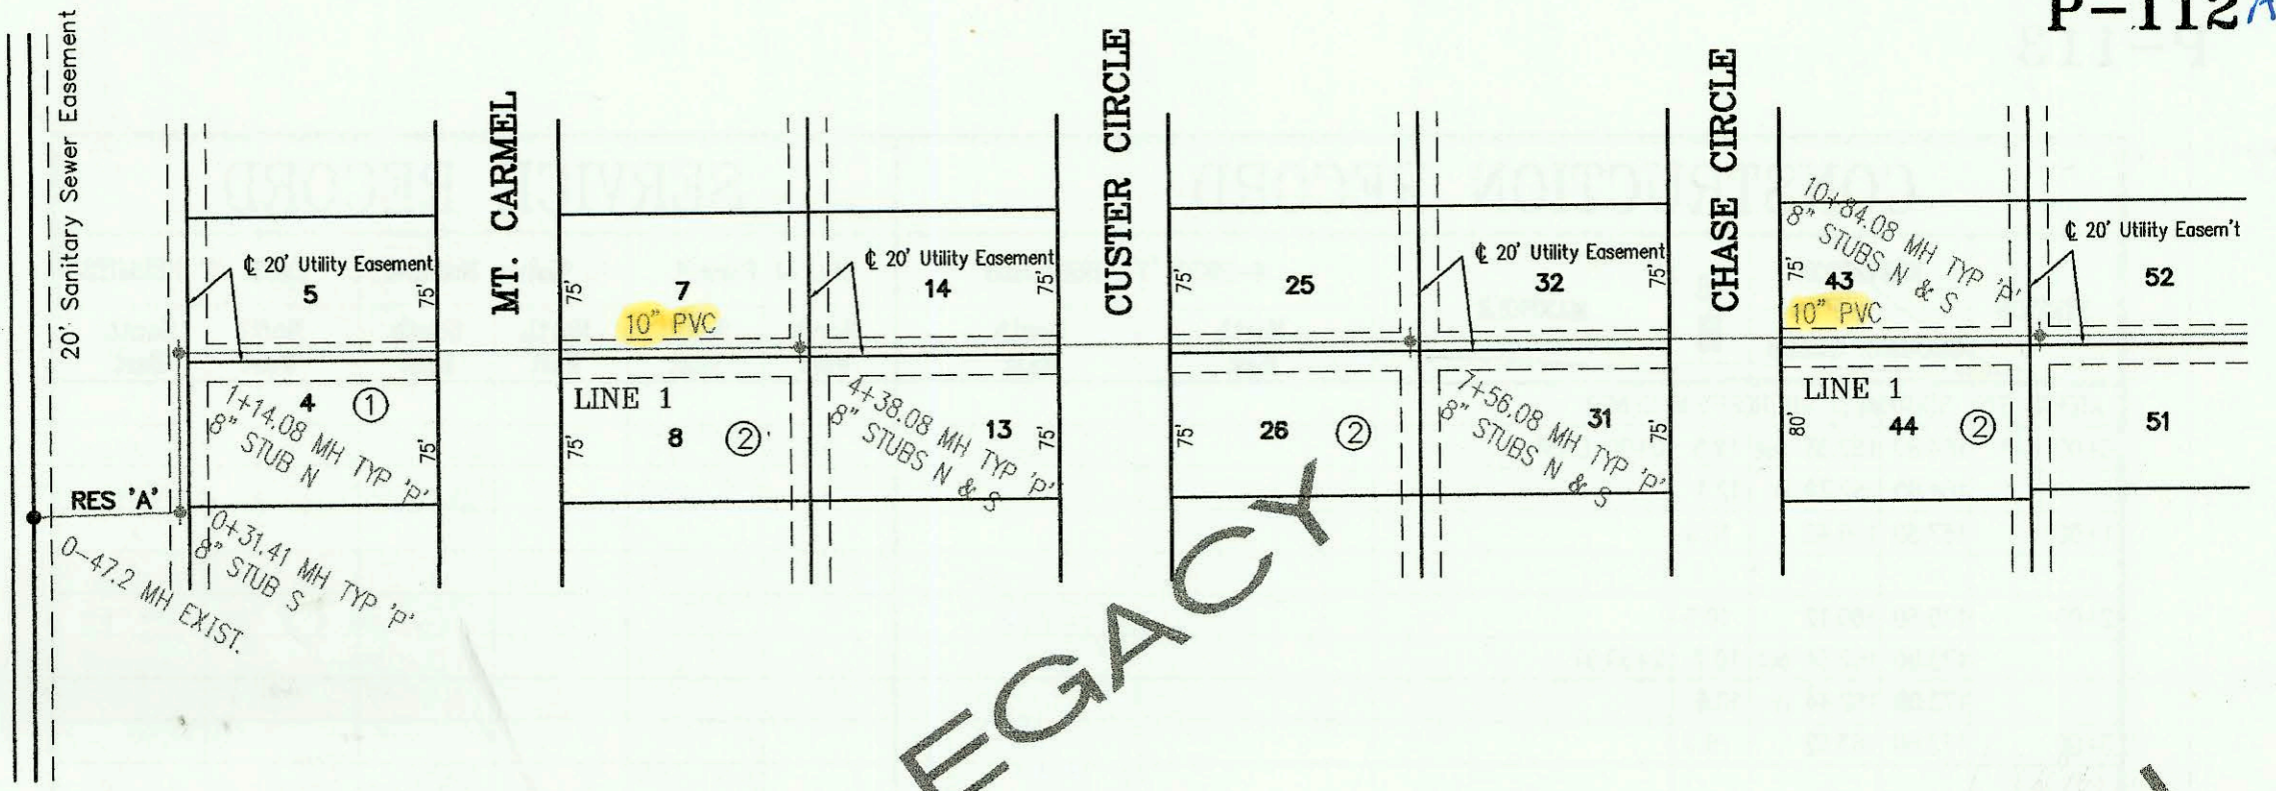 P-112A
20' Sanitary Sewer Easement
MT. CARMEL
CUSTER CIRCLE
CHASE CIRCLE
℄ 20' Utility Easement
5
75'
75'
7
10" PVC
℄ 20' Utility Easement
14
75'
75'
25
℄ 20' Utility Easement
32
75'
75'
43
10" PVC
10+84.08 MH TYP 'p'
8" STUBS N & S
℄ 20' Utility Easem't
52
4
①
75'
1+14.08 MH TYP 'p'
8" STUB N
LINE 1
75'
8
②
4+38.08 MH TYP 'p'
8" STUBS N & S
13
75'
75'
26
②
7+56.08 MH TYP 'p'
8" STUBS N & S
31
75'
LINE 1
80'
44
②
51
RES 'A'
0+31.41 MH TYP 'p'
8" STUB S
0-47.2 MH EXIST.
EGACY
P-113
CONSTRUCTION RECORD
SERVICE RECORD